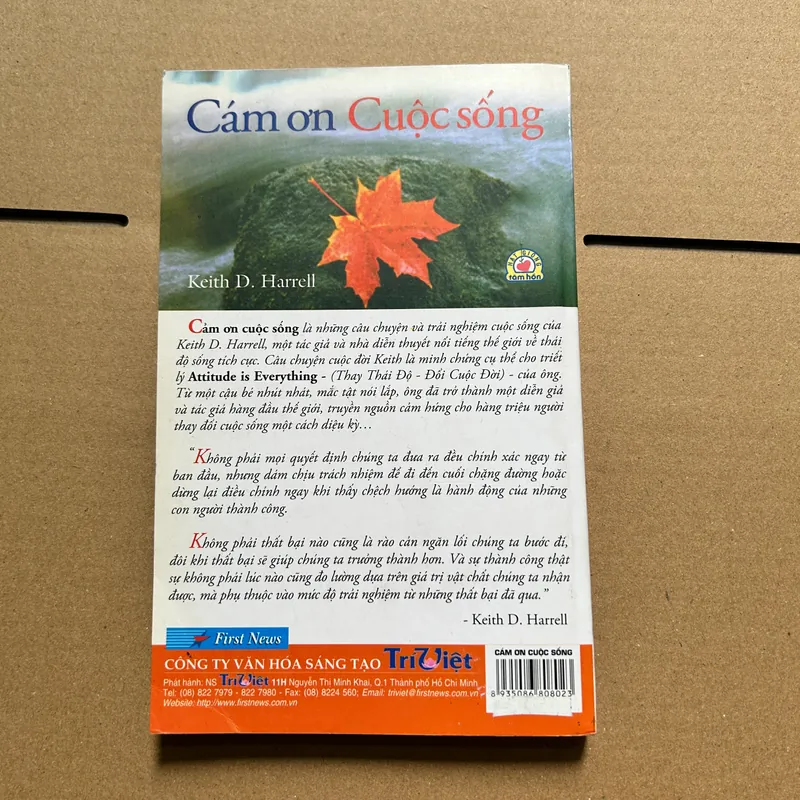 Cám ơn Cuộc sống
Keith D. Harrell
HẠT GIỐNG
tâm hồn
Cảm ơn cuộc sống là những câu chuyện và trải nghiệm cuộc sống của
Keith D. Harrell, một tác giả và nhà diễn thuyết nổi tiếng thế giới về thái
độ sống tích cực. Câu chuyện cuộc đời Keith là minh chứng cụ thể cho triết
lý Attitude is Everything - (Thay Thái Độ - Đổi Cuộc Đời) - của ông.
Từ một cậu bé nhút nhát, mắc tật nói lắp, ông đã trở thành một diễn giả
và tác giả hàng đầu thế giới, truyền nguồn cảm hứng cho hàng triệu người
thay đổi cuộc sống một cách diệu kỳ...
“Không phải mọi quyết định chúng ta đưa ra đều chính xác ngay từ
ban đầu, nhưng dám chịu trách nhiệm để đi đến cuối chặng đường hoặc
dừng lại điều chỉnh ngay khi thấy chệch hướng là hành động của những
con người thành công.
Không phải thất bại nào cũng là rào cản ngăn lối chúng ta bước đi,
đôi khi thất bại sẽ giúp chúng ta trưởng thành hơn. Và sự thành công thật
sự không phải lúc nào cũng đo lường dựa trên giá trị vật chất chúng ta nhận
được, mà phụ thuộc vào mức độ trải nghiệm từ những thất bại đã qua.”
- Keith D. Harrell
First News
CÔNG TY VĂN HÓA SÁNG TẠO Trí Việt
Phát hành: NS Trí Việt 11H Nguyễn Thị Minh Khai, Q.1 Thành phố Hồ Chí Minh
Tel: (08) 822 7979 - 822 7980 - Fax: (08) 8224 560; Email: triviet@firstnews.com.vn
Website: http://www.firstnews.com.vn
CÁM ƠN CUỘC SỐNG
8 935086 808023